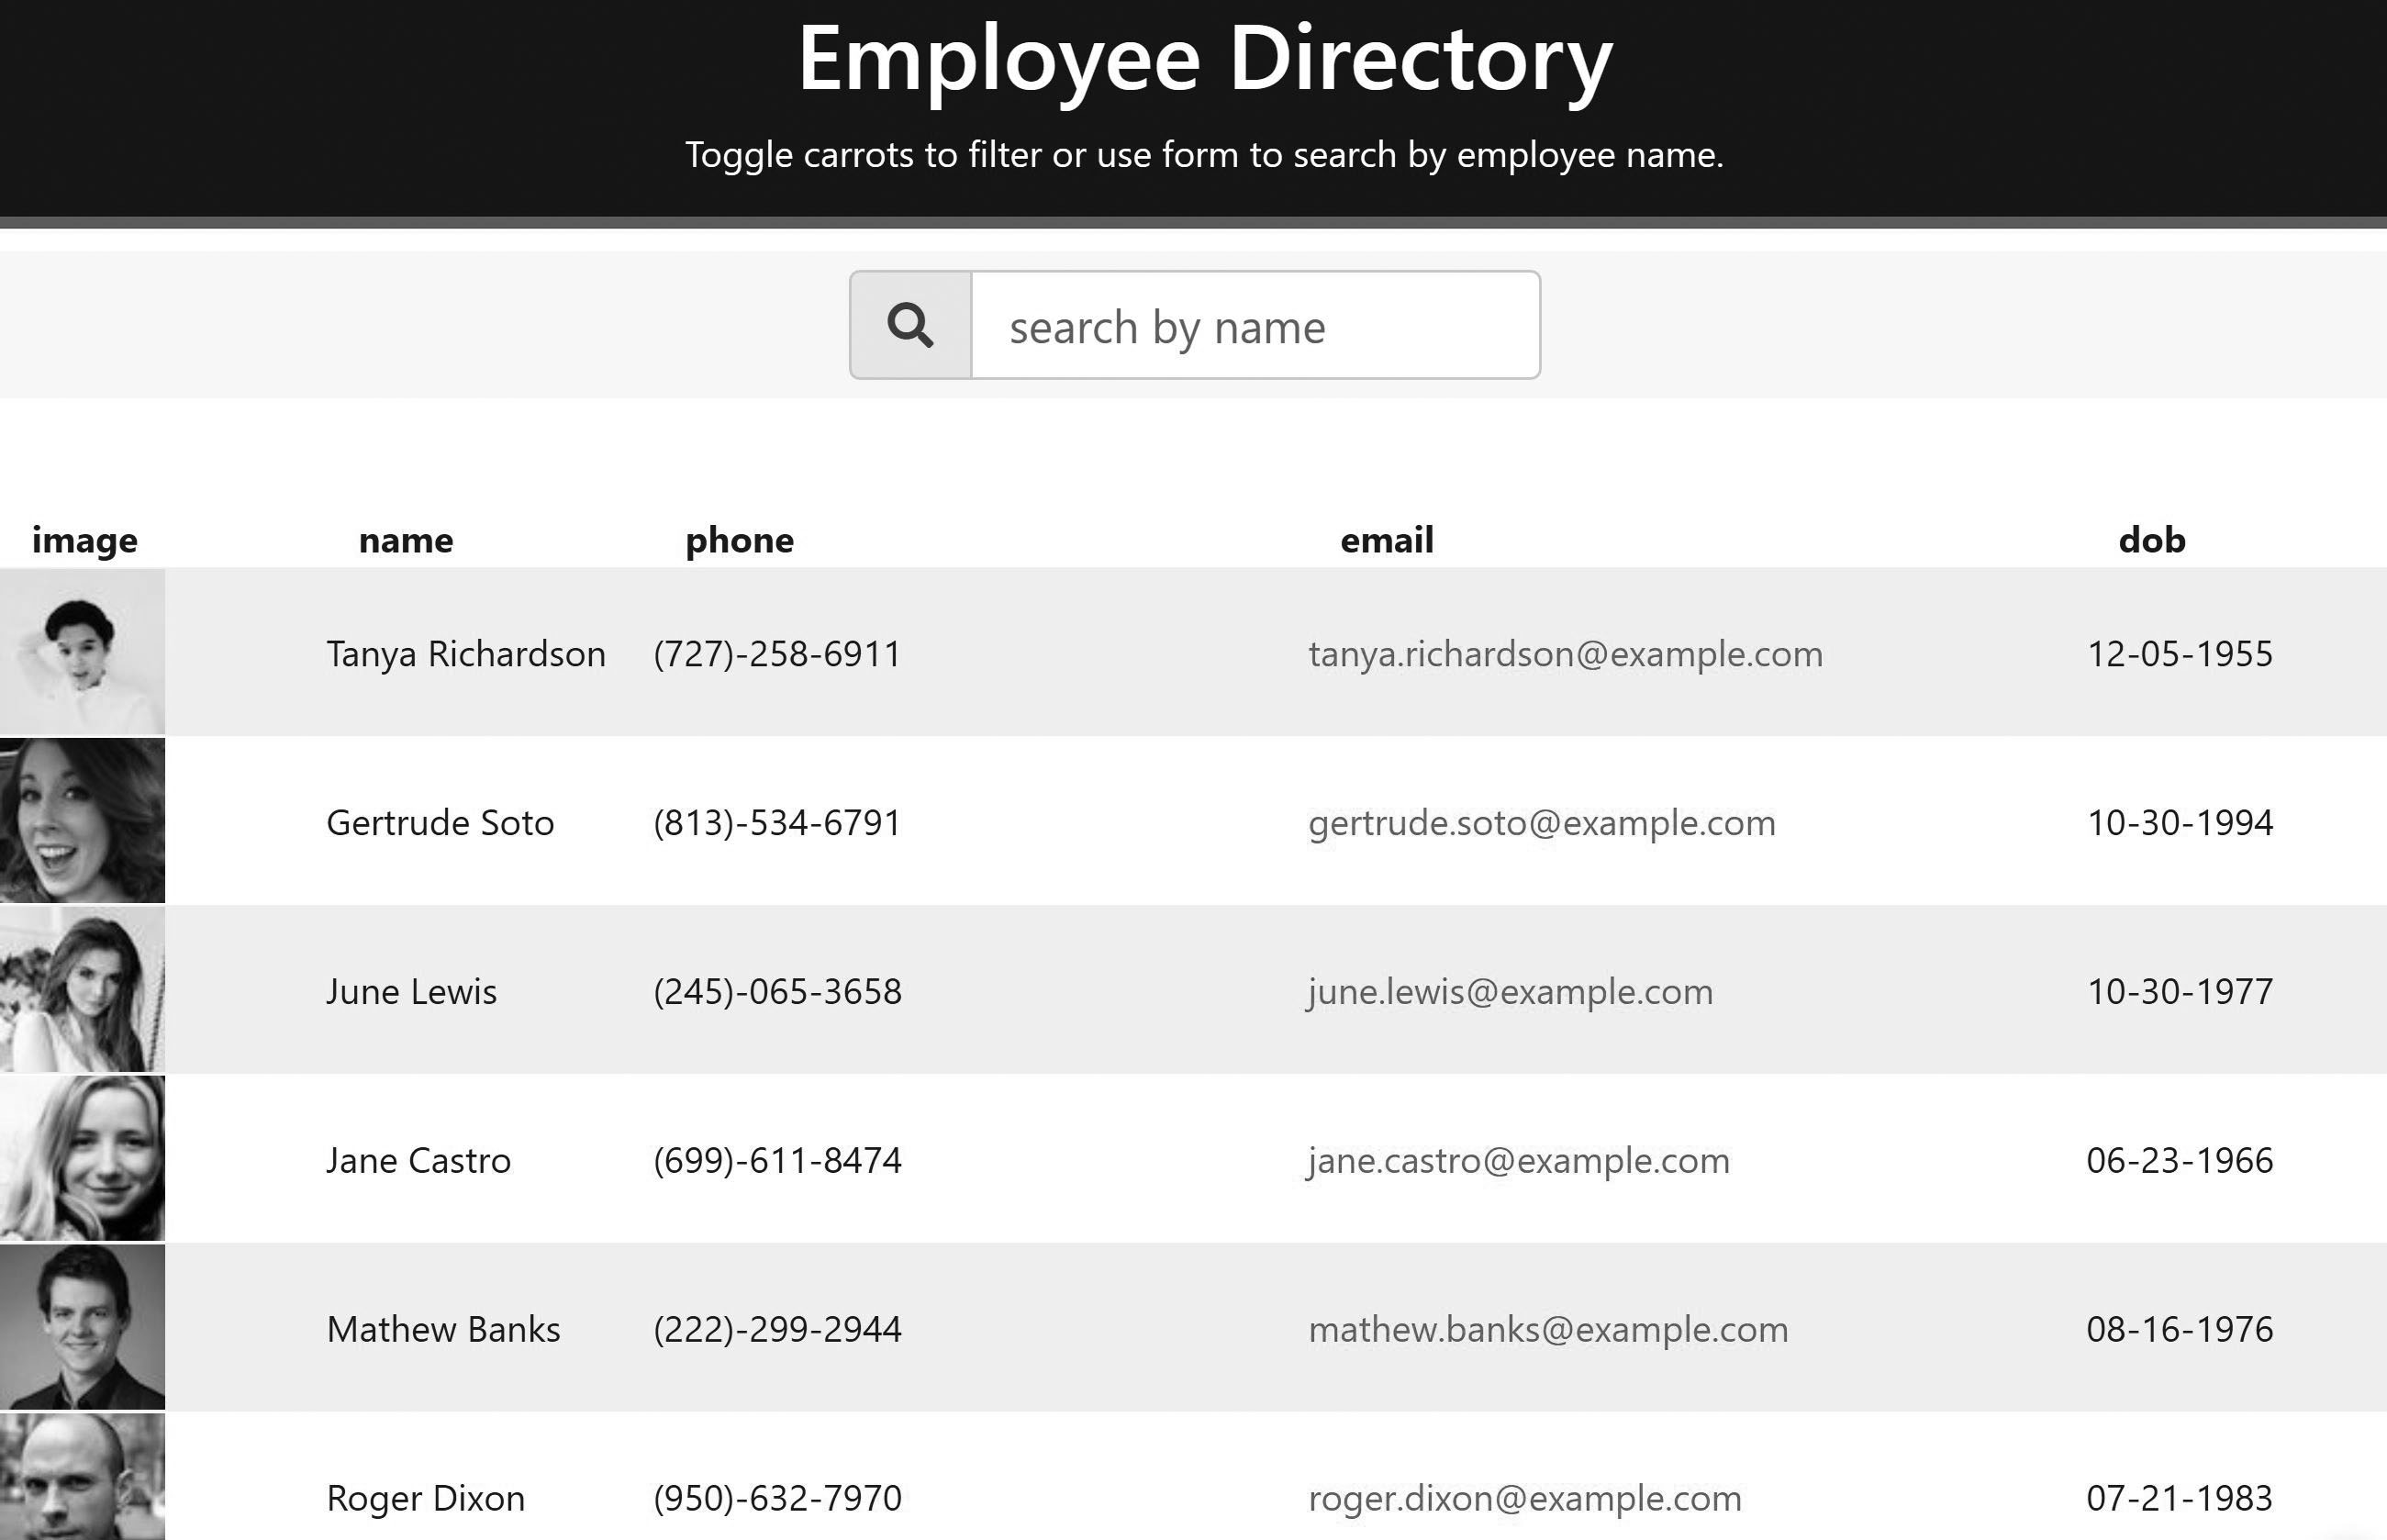 Employee Directory
Toggle carrots to filter or use form to search by employee name.
search by name
image name phone email dob
Tanya Richardson (727)-258-6911 tanya.richardson@example.com 12-05-1955
Gertrude Soto (813)-534-6791 gertrude.soto@example.com 10-30-1994
June Lewis (245)-065-3658 june.lewis@example.com 10-30-1977
Jane Castro (699)-611-8474 jane.castro@example.com 06-23-1966
Mathew Banks (222)-299-2944 mathew.banks@example.com 08-16-1976
Roger Dixon (950)-632-7970 roger.dixon@example.com 07-21-1983